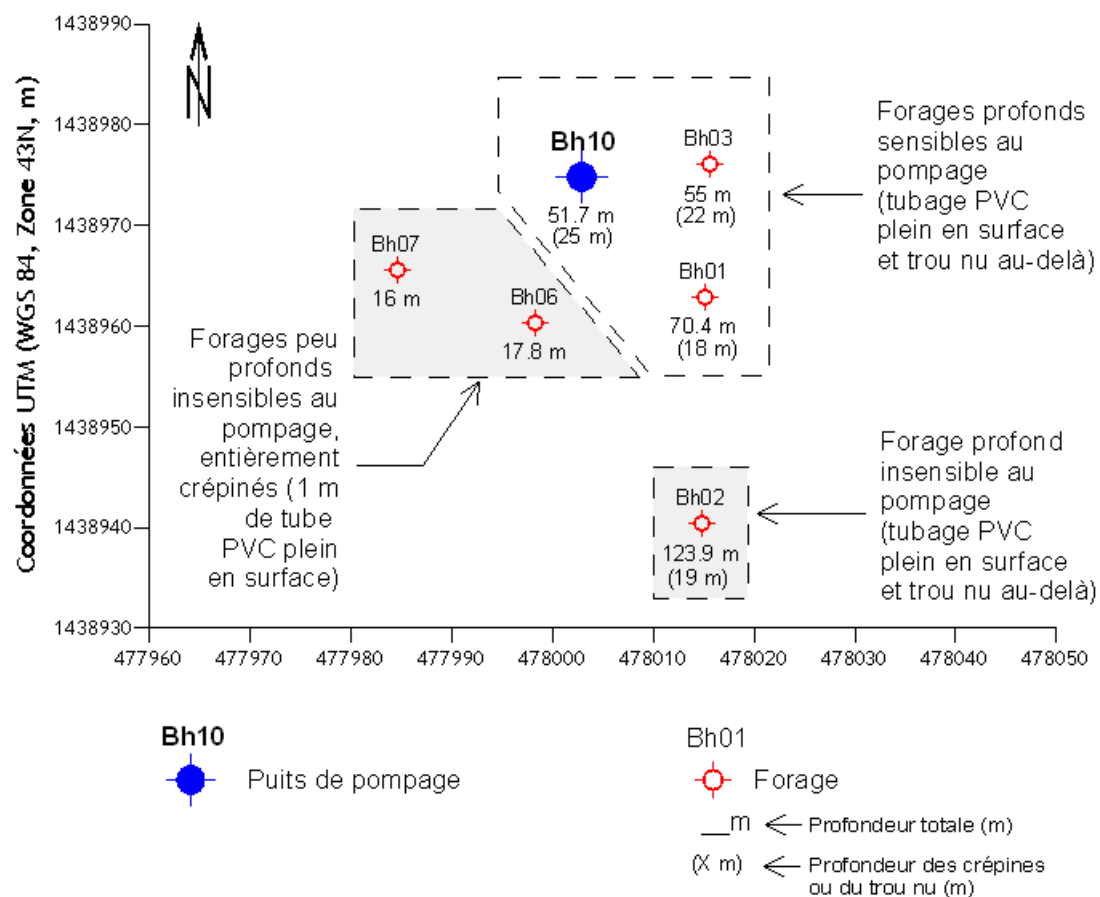 Coordonnées UTM (WGS 84, Zone 43N, m)
1438990
1438980
1438970
1438960
1438950
1438940
1438930
477960
477970
477980
477990
478000
478010
478020
478030
478040
478050
N
Bh10
51.7 m
(25 m)
Bh03
55 m
(22 m)
Bh01
70.4 m
(18 m)
Bh07
16 m
Bh06
17.8 m
Bh02
123.9 m
(19 m)
Forages profonds
sensibles au
pompage
(tubage PVC
plein en surface
et trou nu au-delà)
Forages peu
profonds
insensibles au
pompage,
entièrement
crépinés (1 m
de tube
PVC plein
en surface)
Forage profond
insensible au
pompage
(tubage PVC
plein en surface
et trou nu au-delà)
Bh10
Puits de pompage
Bh01
Forage
__m
Profondeur totale (m)
(X m)
Profondeur des crépines
ou du trou nu (m)